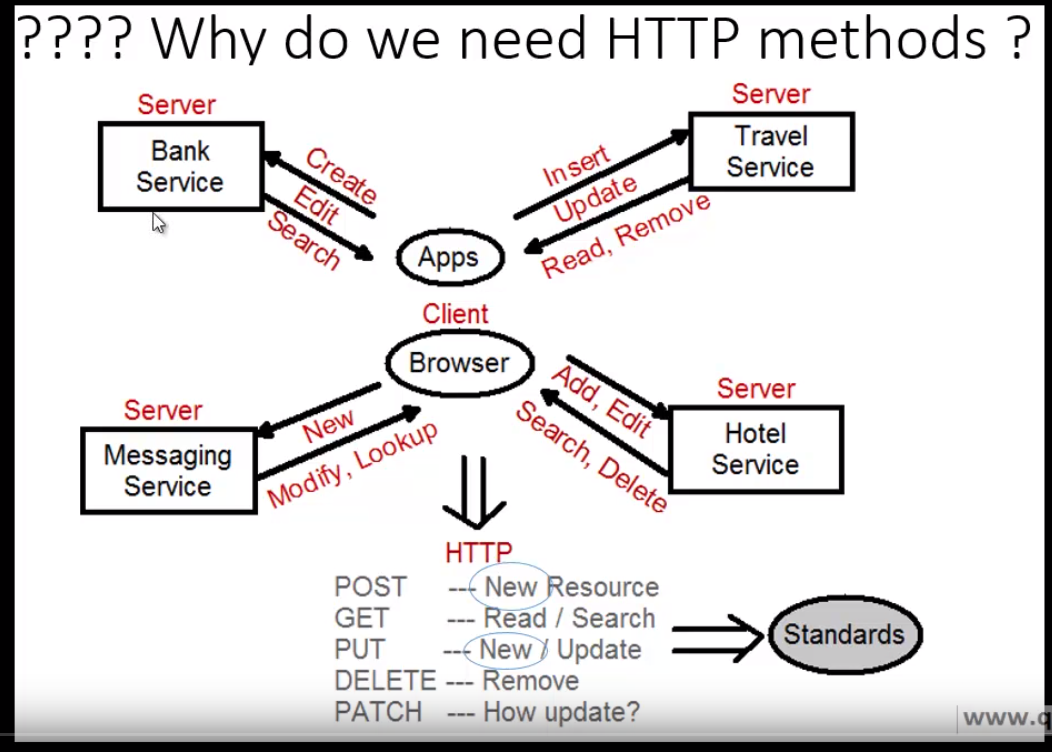 ???? Why do we need HTTP methods ?
Server
Bank
Service
Create
Edit
Search
Server
Travel
Service
Insert
Update
Read, Remove
Apps
Client
Browser
Server
Messaging
Service
New
Modify, Lookup
Add, Edit
Search, Delete
Server
Hotel
Service
HTTP
POST --- New Resource
GET --- Read / Search
PUT --- New / Update
DELETE --- Remove
PATCH --- How update?
Standards
www.q